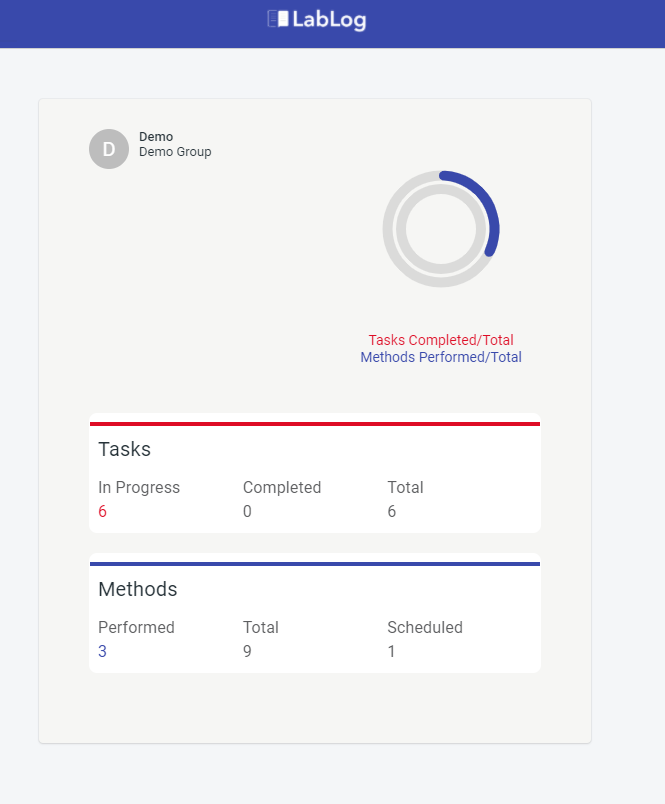 LabLog
D
Demo
Demo Group
Tasks Completed/Total
Methods Performed/Total
Tasks
In Progress Completed Total
6 0 6
Methods
Performed Total Scheduled
3 9 1